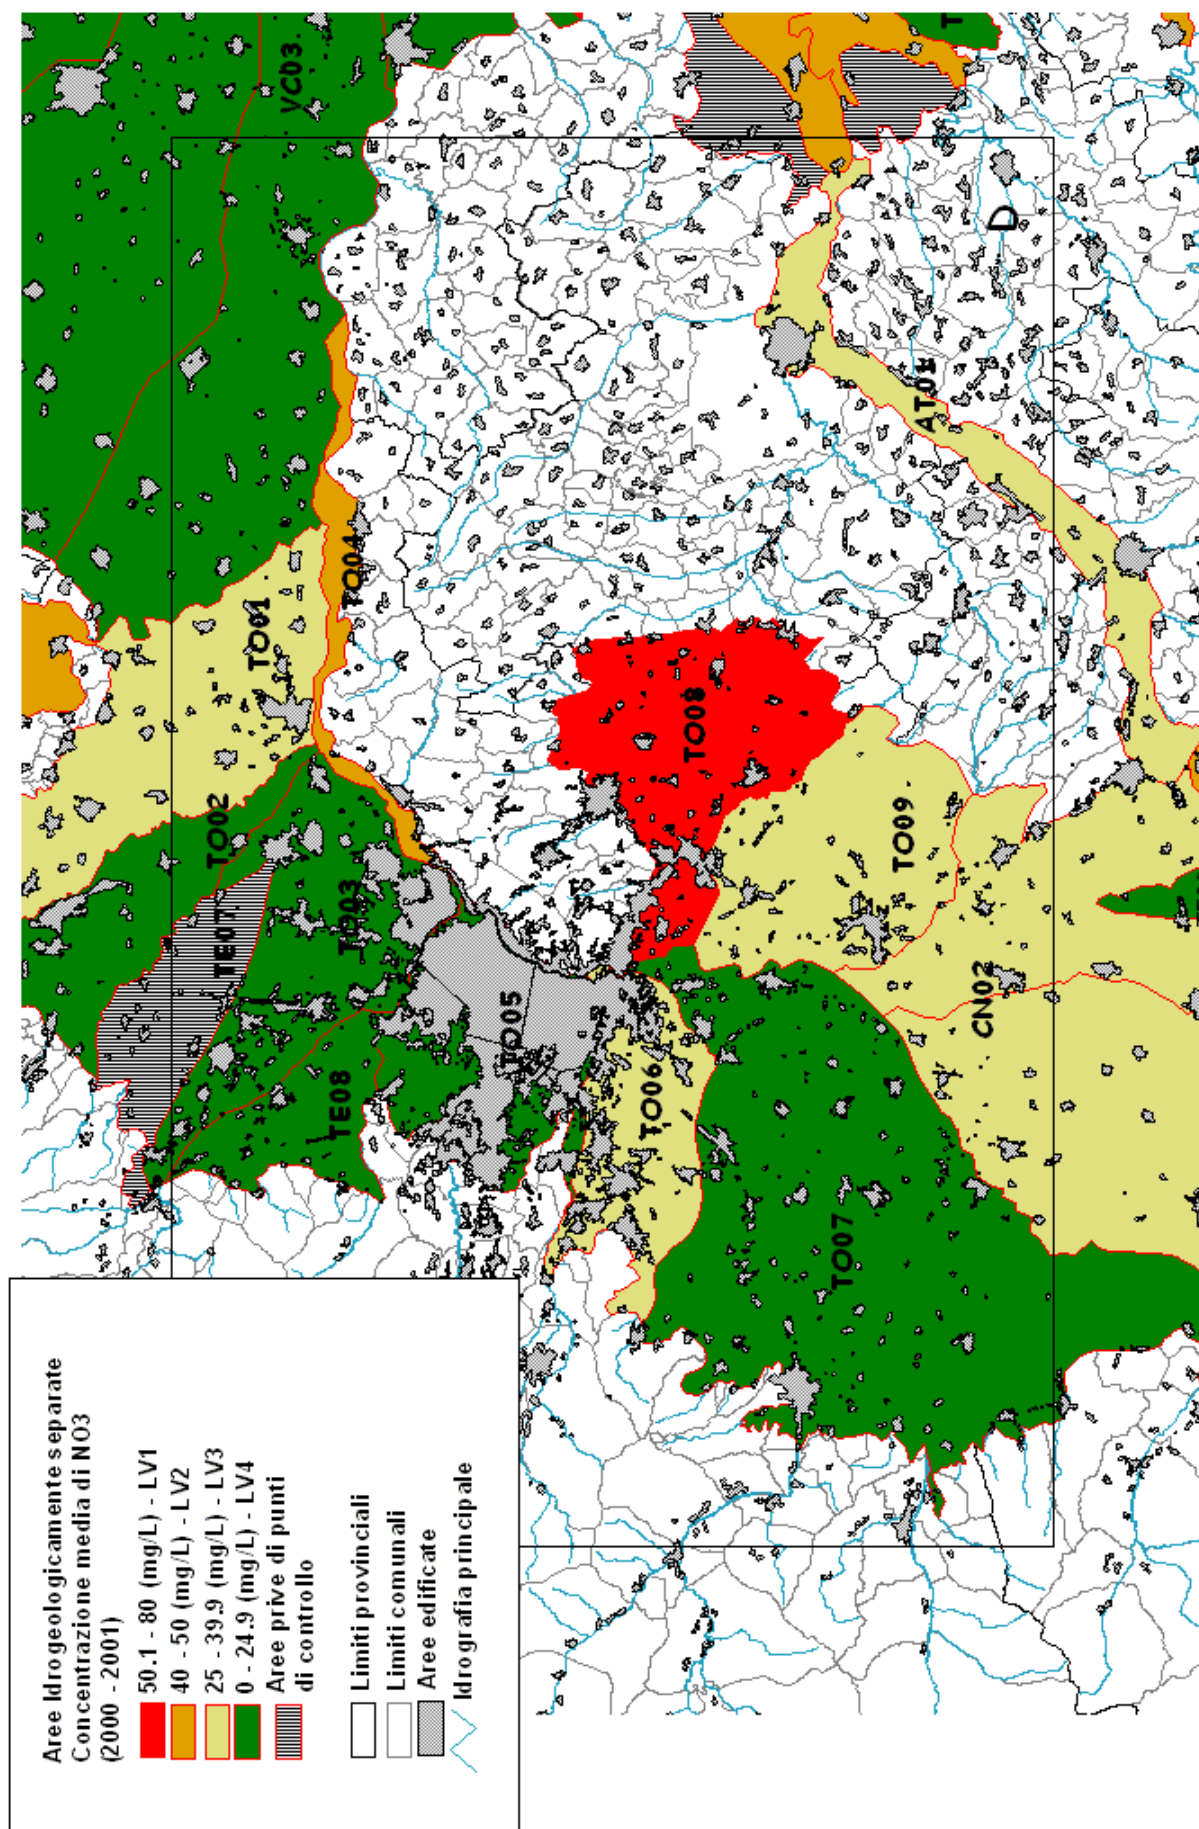 Aree Idrogeologicamente separate
Concentrazione media di NO3
(2000 - 2001)
50.1 - 80 (mg/L) - LV1
40 - 50 (mg/L) - LV2
25 - 39.9 (mg/L) - LV3
0 - 24.9 (mg/L) - LV4
Aree prive di punti
di controllo
Limiti provinciali
Limiti comunali
Aree edificate
Idrografia principale
TE07
TO02
TO01
VC03
TE08
TO03
TO04
TO05
TO06
TO08
TO07
TO09
AT01
CN02
D
T